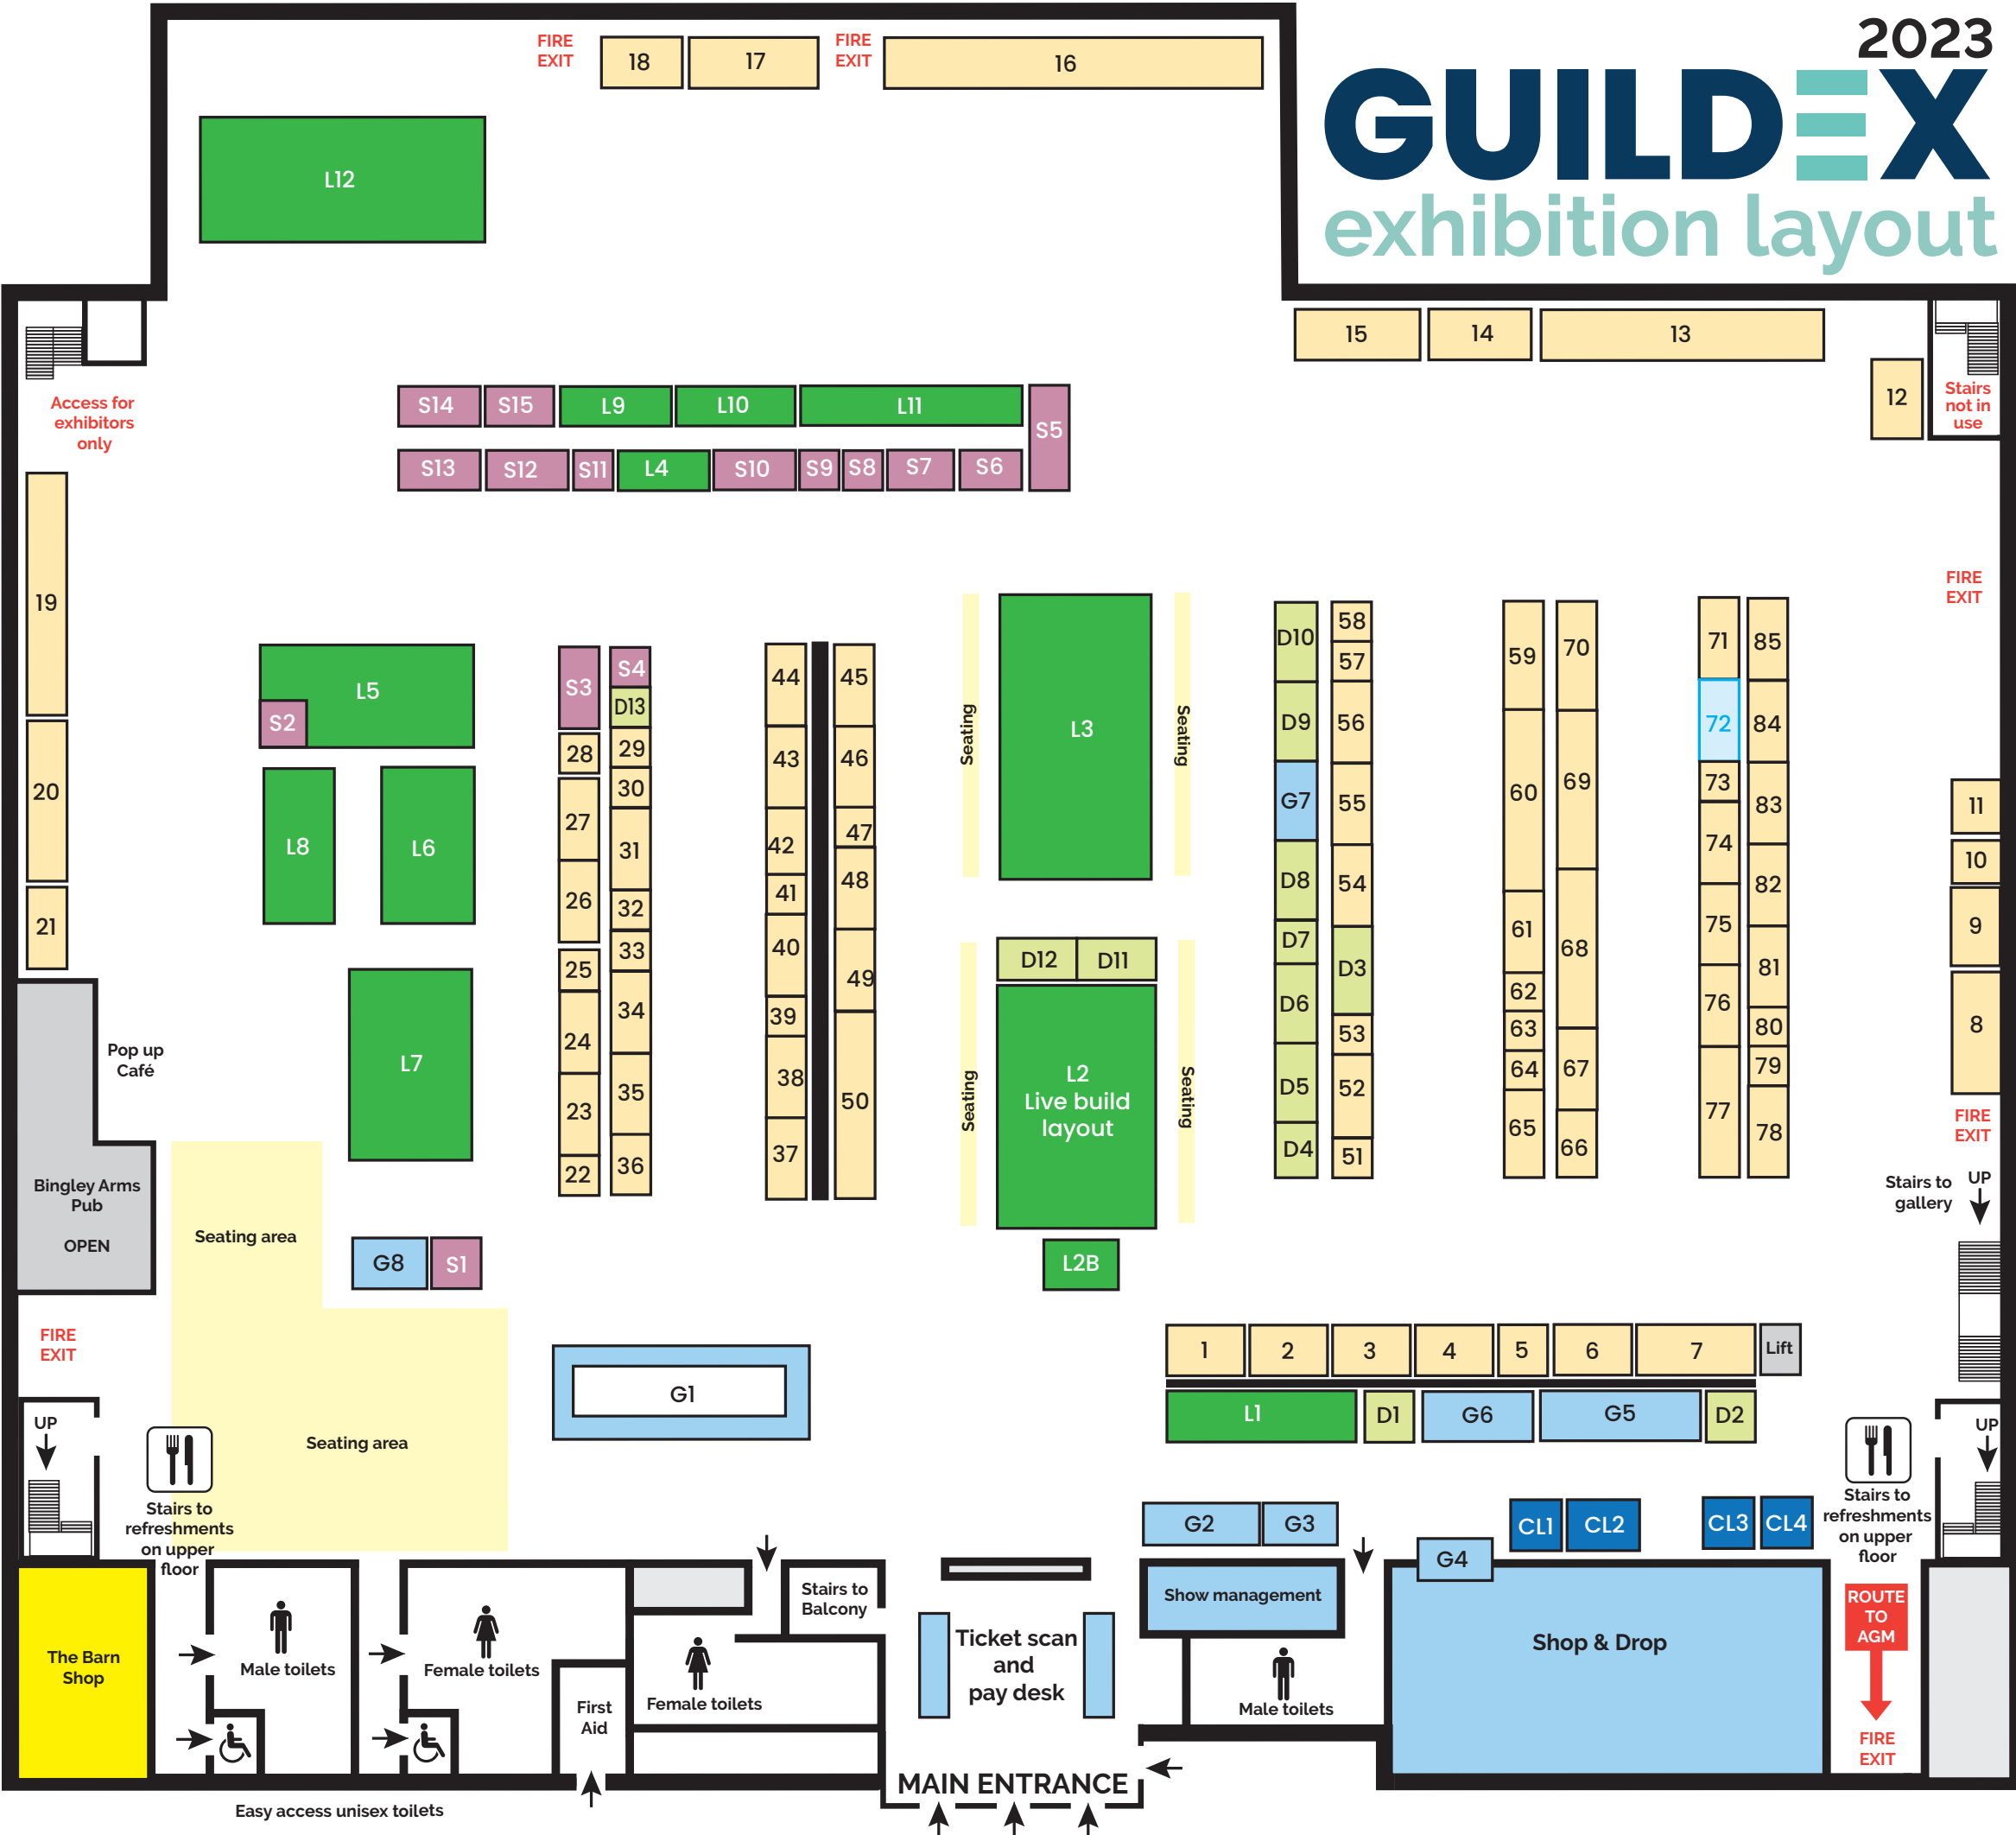 2023
GUILDEX
exhibition layout
FIRE
EXIT
18
17
FIRE
EXIT
16
L12
15
14
13
12
Stairs
not in
use
Access for
exhibitors
only
S14
S15
L9
L10
L11
S5
S13
S12
S11
L4
S10
S9
S8
S7
S6
FIRE
EXIT
19
20
21
L5
S2
L8
L6
L7
S3
28
27
26
25
24
23
22
S4
D13
29
30
31
32
33
34
35
36
44
43
42
41
40
39
38
37
45
46
47
48
49
50
Seating
L3
Seating
D12
D11
Seating
L2
Live build
layout
Seating
L2B
D10
D9
G7
D8
D7
D6
D5
D4
58
57
56
55
54
D3
53
52
51
59
60
61
62
63
64
65
70
69
68
67
66
71
72
73
74
75
76
77
85
84
83
82
81
80
79
78
11
10
9
8
FIRE
EXIT
Stairs to
gallery
UP
Pop up
Café
Bingley Arms
Pub
OPEN
Seating area
G8
S1
FIRE
EXIT
G1
Seating area
UP
Stairs to
refreshments
on upper
floor
1
2
3
4
5
6
7
Lift
L1
D1
G6
G5
D2
G2
G3
G4
CL1
CL2
CL3
CL4
UP
Stairs to
refreshments
on upper
floor
The Barn
Shop
Male toilets
Female toilets
First
Aid
Female toilets
Stairs to
Balcony
Ticket scan
and
pay desk
Show management
Male toilets
Shop & Drop
ROUTE
TO
AGM
FIRE
EXIT
MAIN ENTRANCE
Easy access unisex toilets